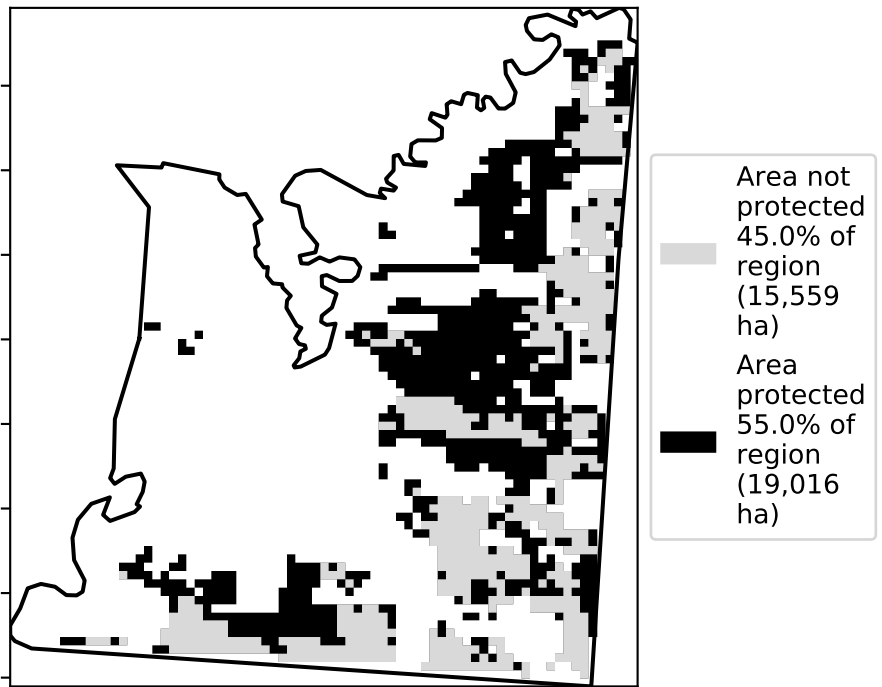 Area not
protected
45.0% of
region
(15,559
ha)
Area
protected
55.0% of
region
(19,016
ha)